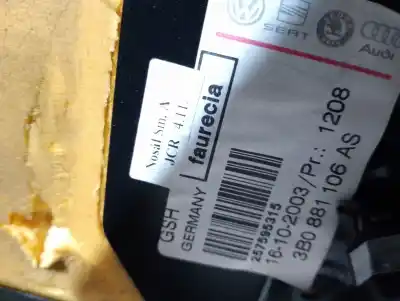 SEAT
Audi
Nosál Sm. A
JCR 4.11.
faurecia
GSH
GERMANY
257595315
16-10-2003/Pr.: 1208
3B0 881 106 AS